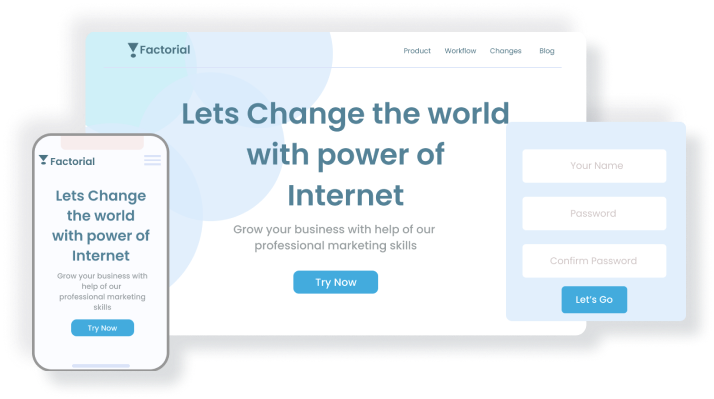 Factorial
Product Workflow Changes Blog
Lets Change the world
with power of
Internet
Grow your business with help of our
professional marketing skills
Try Now
Factorial
Lets Change
the world
with power of
Internet
Grow your business with
help of our
professional marketing
skills
Try Now
Your Name
Password
Confirm Password
Let's Go